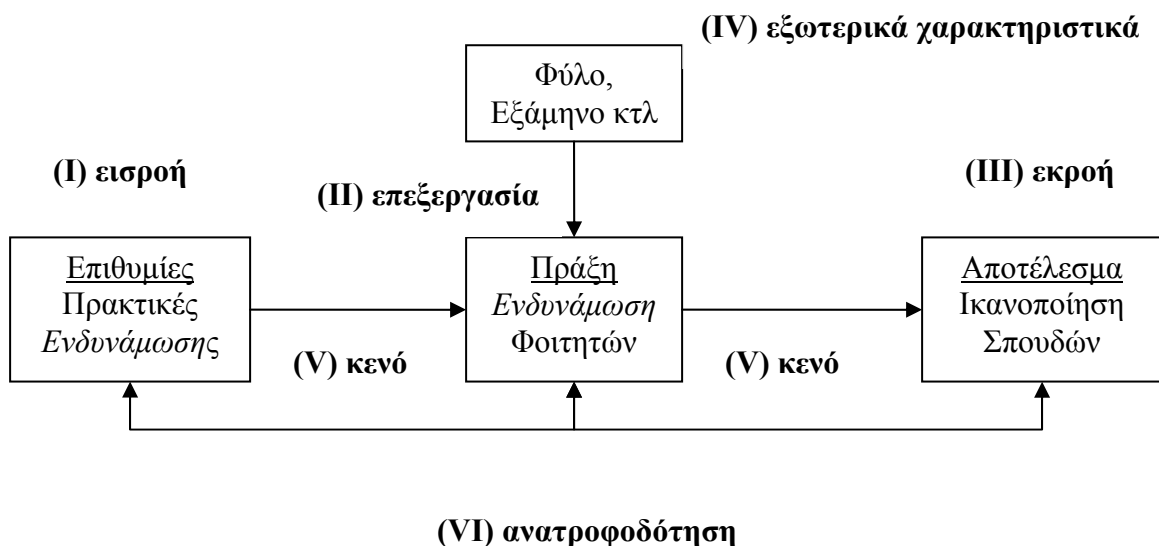 (IV) εξωτερικά χαρακτηριστικά
Φύλο,
Εξάμηνο κτλ
(I) εισροή
(II) επεξεργασία
(III) εκροή
Επιθυμίες
Πρακτικές
Ενδυνάμωσης
(V) κενό
Πράξη
Ενδυνάμωση
Φοιτητών
(V) κενό
Αποτέλεσμα
Ικανοποίηση
Σπουδών
(VI) ανατροφοδότηση